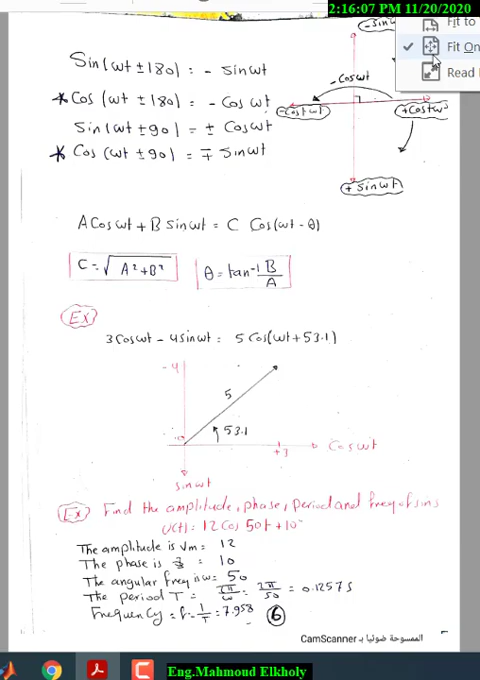 2:16:07 PM 11/20/2020
Fit to
Fit On
Read
Sin(ωt ±180) = - sinωt
* Cos (ωt ±180) = - Cos ωt
Sin(ωt ±90) = ± Cosωt
* Cos (ωt ±90) = ∓ Sinωt
- Sinω
- Cosωt
- Cosωt
+ Cosωt
+ Sinωt
A Cosωt + B sinωt = C Cos(ωt - θ)
C = √A²+B²
θ = tan⁻¹ B/A
Ex
3 Cosωt - 4 sinωt = 5 Cos(ωt + 53.1)
-4
5
53.1
+3
Cosωt
sinωt
Ex Find the amplitude, phase, period and freq of sins
v(t) = 12 Cos 50t + 10°
The amplitude is Vm = 12
The phase is = 10
The angular freq is ω = 50
The period T = 2π/ω = 2π/50 = 0.1257 S
Frequency = f = 1/T = 7.958
6
الممسوحة ضوئيا بـ CamScanner
Eng.Mahmoud Elkholy